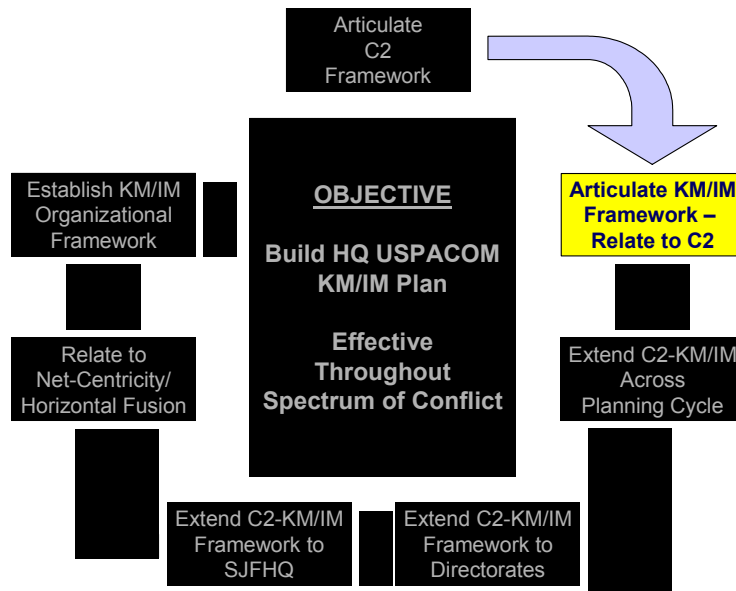 Articulate
C2
Framework
Articulate KM/IM
Framework –
Relate to C2
Extend C2-KM/IM
Across
Planning Cycle
Extend C2-KM/IM
Framework to
Directorates
Extend C2-KM/IM
Framework to
SJFHQ
Relate to
Net-Centricity/
Horizontal Fusion
Establish KM/IM
Organizational
Framework
OBJECTIVE
Build HQ USPACOM
KM/IM Plan
Effective
Throughout
Spectrum of Conflict